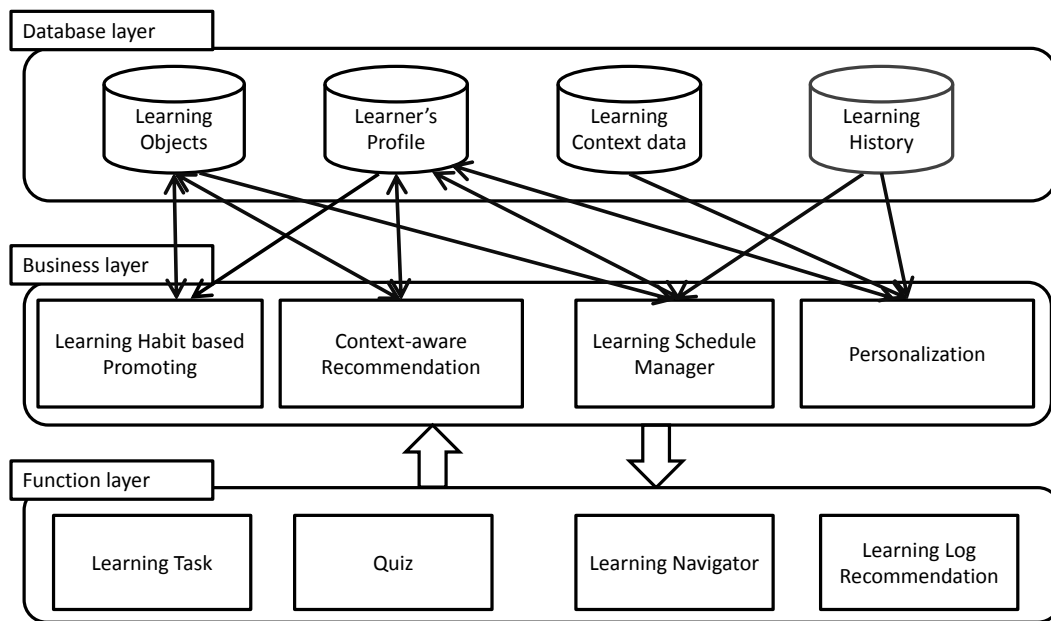 Database layer
Learning
Objects
Learner’s
Profile
Learning
Context data
Learning
History
Business layer
Learning Habit based
Promoting
Context-aware
Recommendation
Learning Schedule
Manager
Personalization
Function layer
Learning Task
Quiz
Learning Navigator
Learning Log
Recommendation